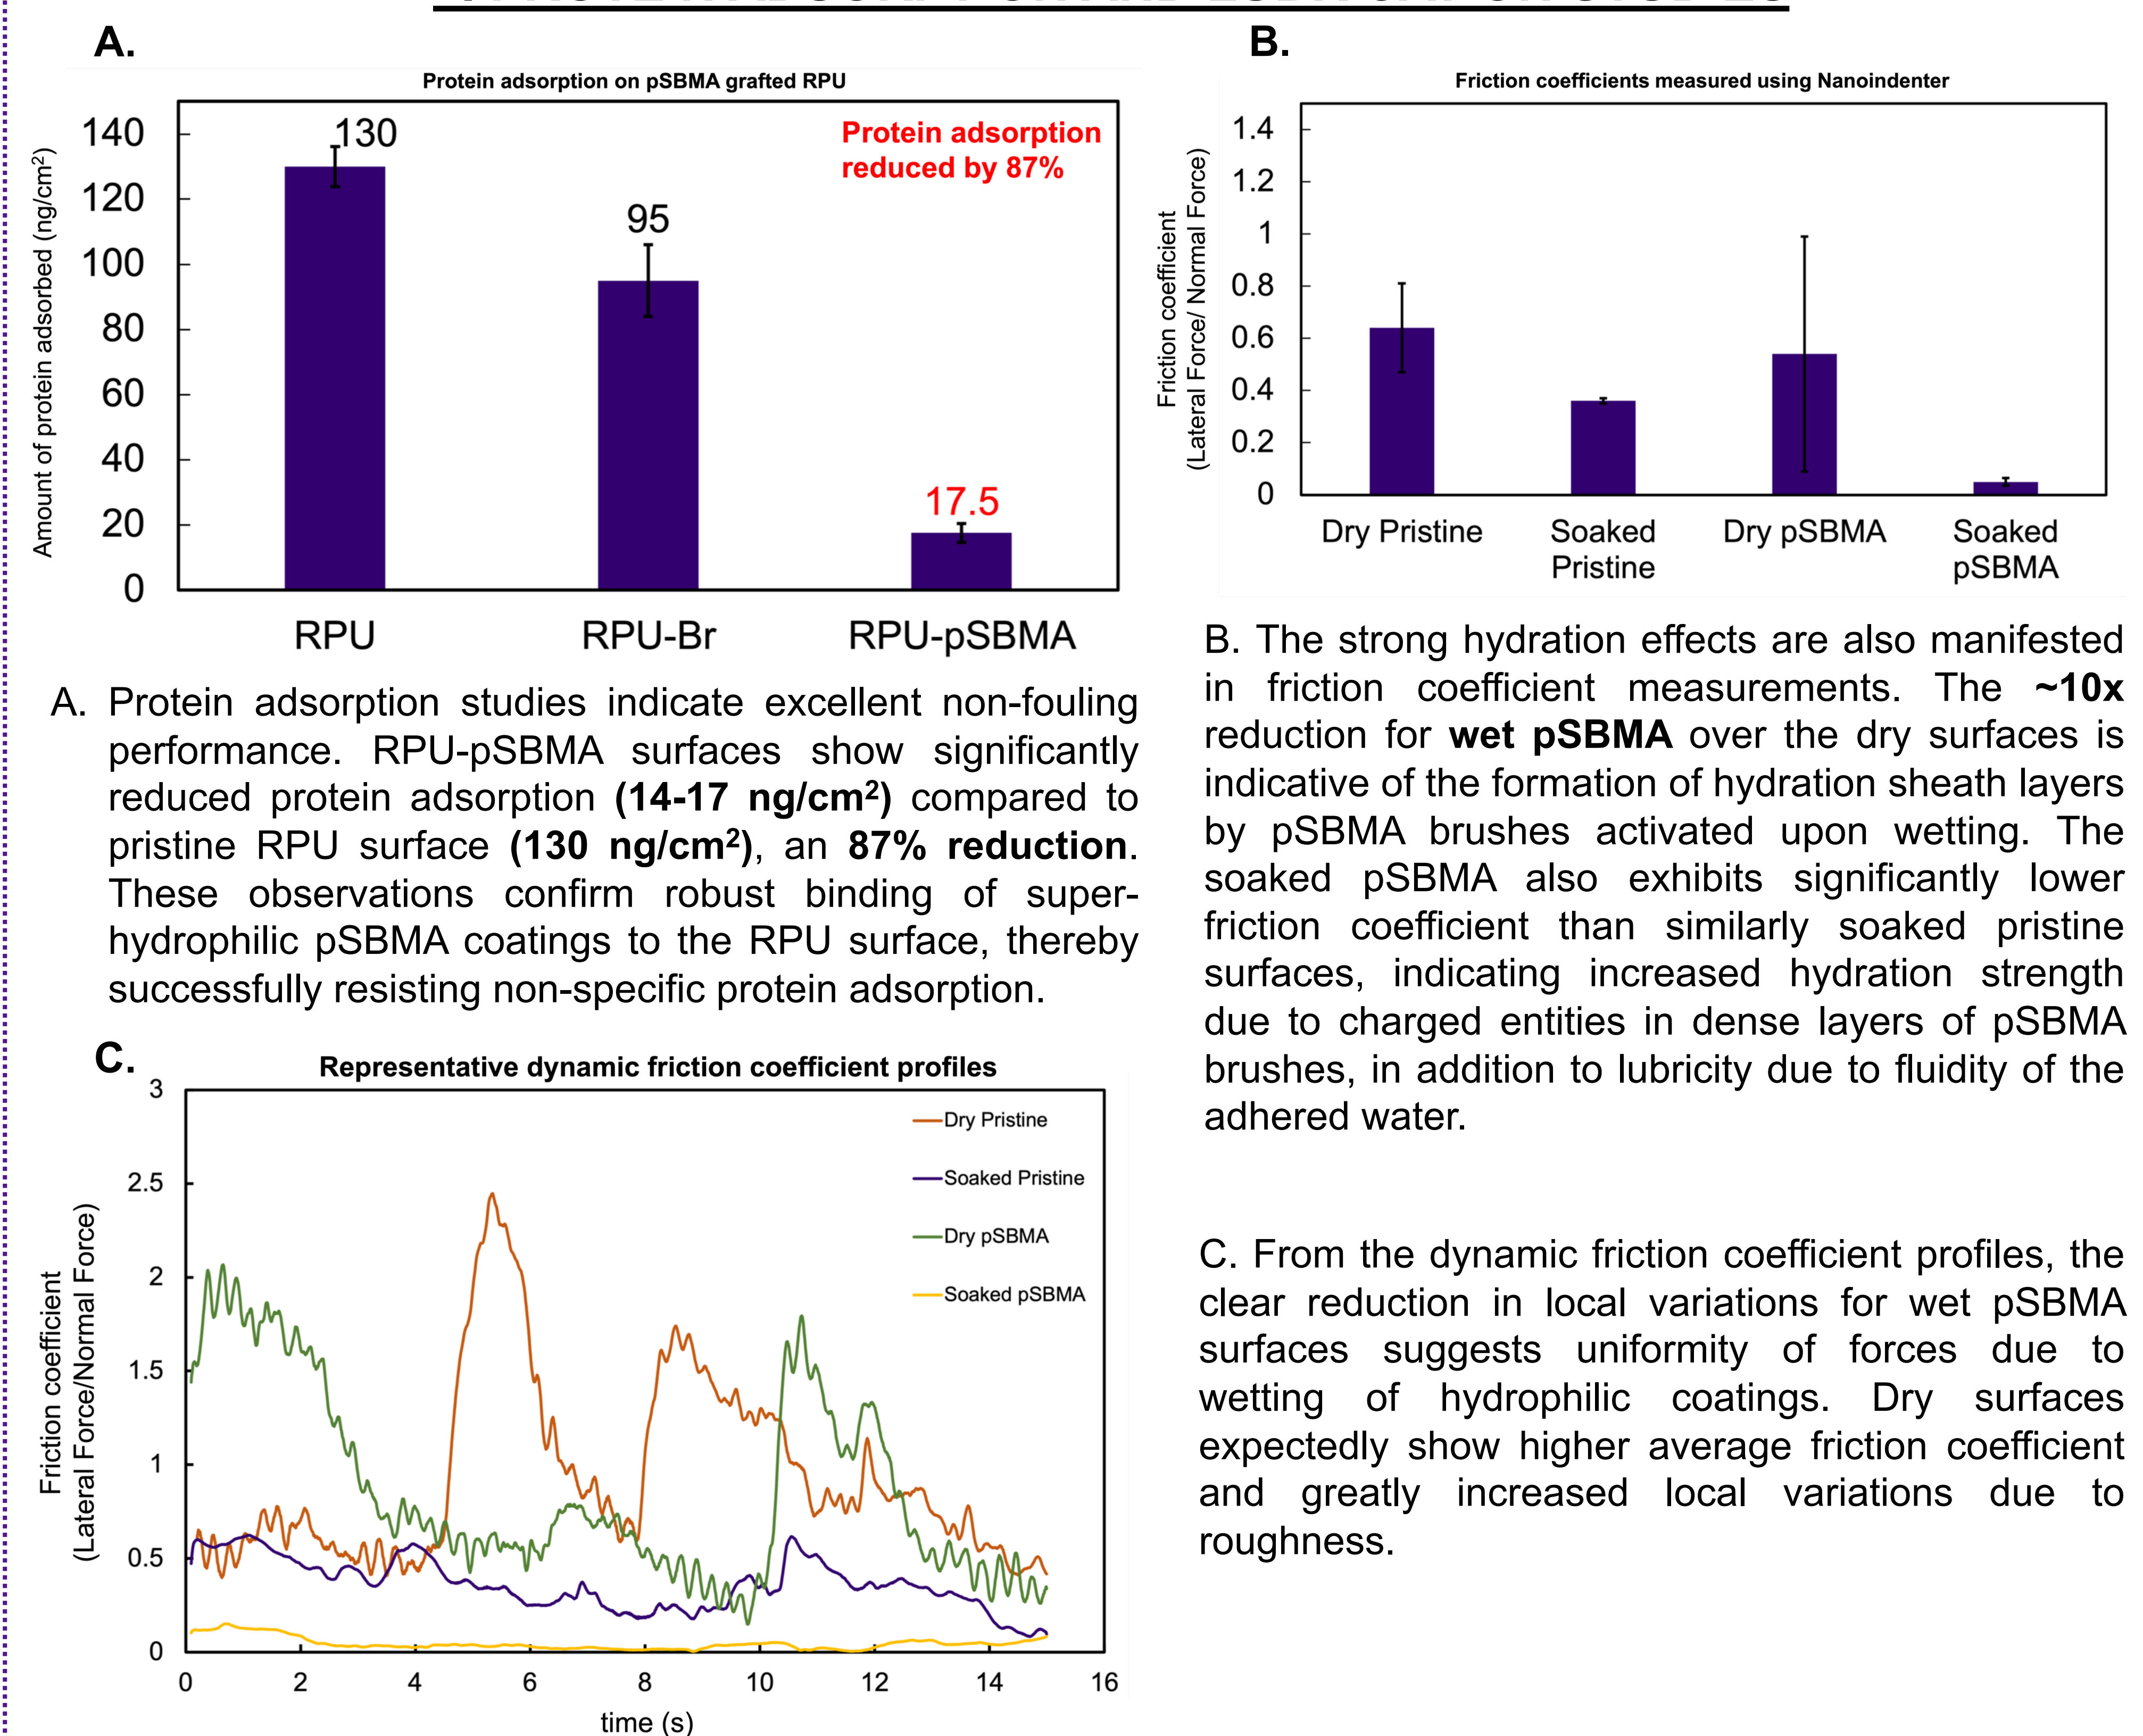 A.
Protein adsorption on pSBMA grafted RPU
Amount of protein adsorbed (ng/cm²)
140
120
100
80
60
40
20
0
130
95
17.5
Protein adsorption
reduced by 87%
RPU
RPU-Br
RPU-pSBMA
A. Protein adsorption studies indicate excellent non-fouling
performance. RPU-pSBMA surfaces show significantly
reduced protein adsorption (14-17 ng/cm²) compared to
pristine RPU surface (130 ng/cm²), an 87% reduction.
These observations confirm robust binding of super-
hydrophilic pSBMA coatings to the RPU surface, thereby
successfully resisting non-specific protein adsorption.
B.
Friction coefficients measured using Nanoindenter
Friction coefficient
(Lateral Force/ Normal Force)
1.4
1.2
1
0.8
0.6
0.4
0.2
0
Dry Pristine
Soaked
Pristine
Dry pSBMA
Soaked
pSBMA
B. The strong hydration effects are also manifested
in friction coefficient measurements. The ~10x
reduction for wet pSBMA over the dry surfaces is
indicative of the formation of hydration sheath layers
by pSBMA brushes activated upon wetting. The
soaked pSBMA also exhibits significantly lower
friction coefficient than similarly soaked pristine
surfaces, indicating increased hydration strength
due to charged entities in dense layers of pSBMA
brushes, in addition to lubricity due to fluidity of the
adhered water.
C.
Representative dynamic friction coefficient profiles
Friction coefficient
(Lateral Force/Normal Force)
3
2.5
2
1.5
1
0.5
0
Dry Pristine
Soaked Pristine
Dry pSBMA
Soaked pSBMA
0 2 4 6 8 10 12 14 16
time (s)
C. From the dynamic friction coefficient profiles, the
clear reduction in local variations for wet pSBMA
surfaces suggests uniformity of forces due to
wetting of hydrophilic coatings. Dry surfaces
expectedly show higher average friction coefficient
and greatly increased local variations due to
roughness.